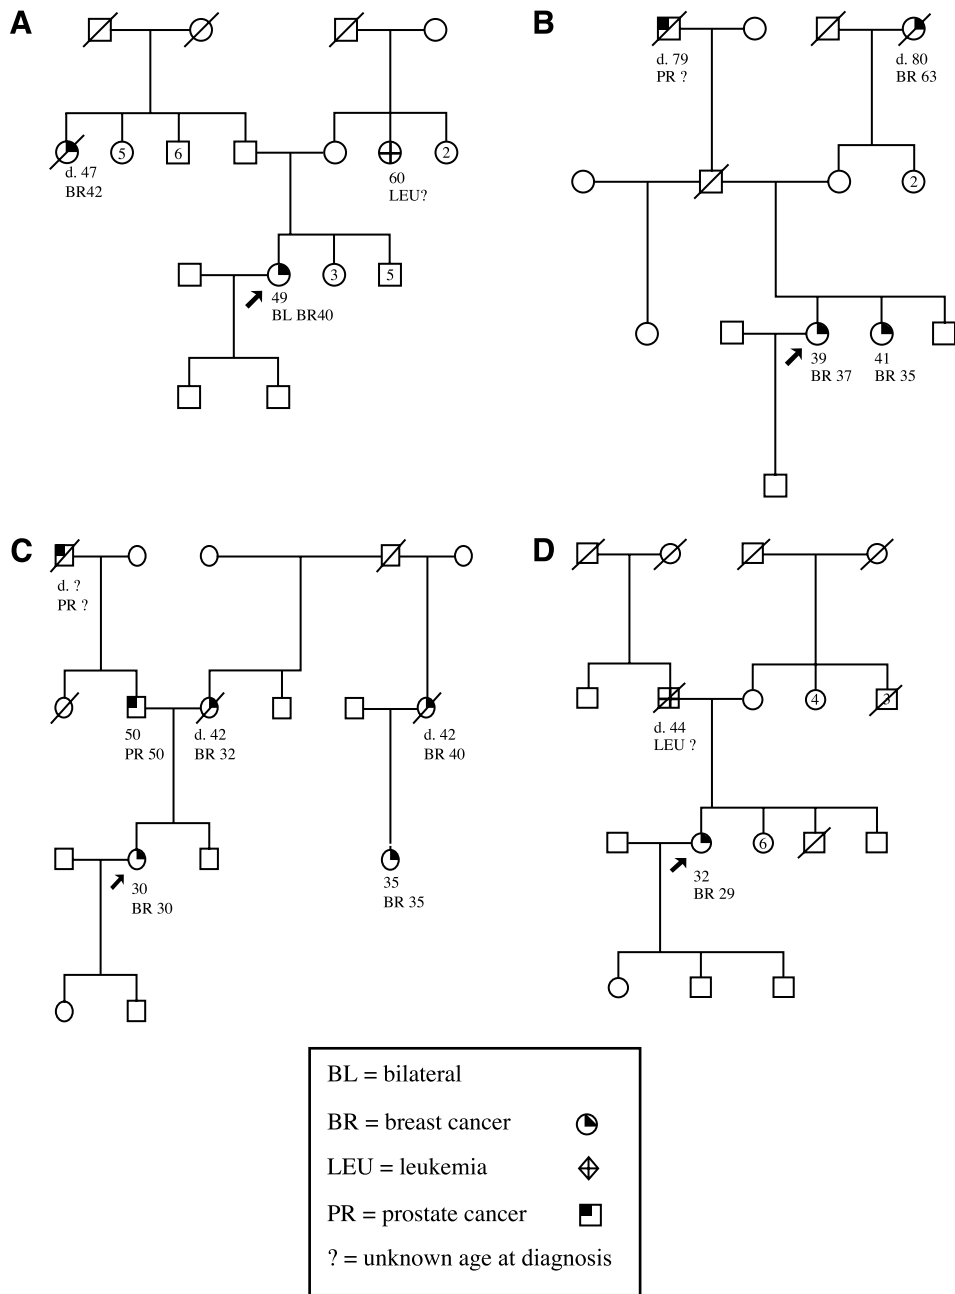 A
B
d. 79
PR ?
d. 80
BR 63
5
6
2
d. 47
BR42
60
LEU?
2
3
5
49
BL BR40
39
BR 37
41
BR 35
C
D
d. ?
PR ?
4
3
50
PR 50
d. 42
BR 32
d. 42
BR 40
d. 44
LEU ?
6
30
BR 30
35
BR 35
32
BR 29
BL = bilateral
BR = breast cancer
LEU = leukemia
PR = prostate cancer
? = unknown age at diagnosis